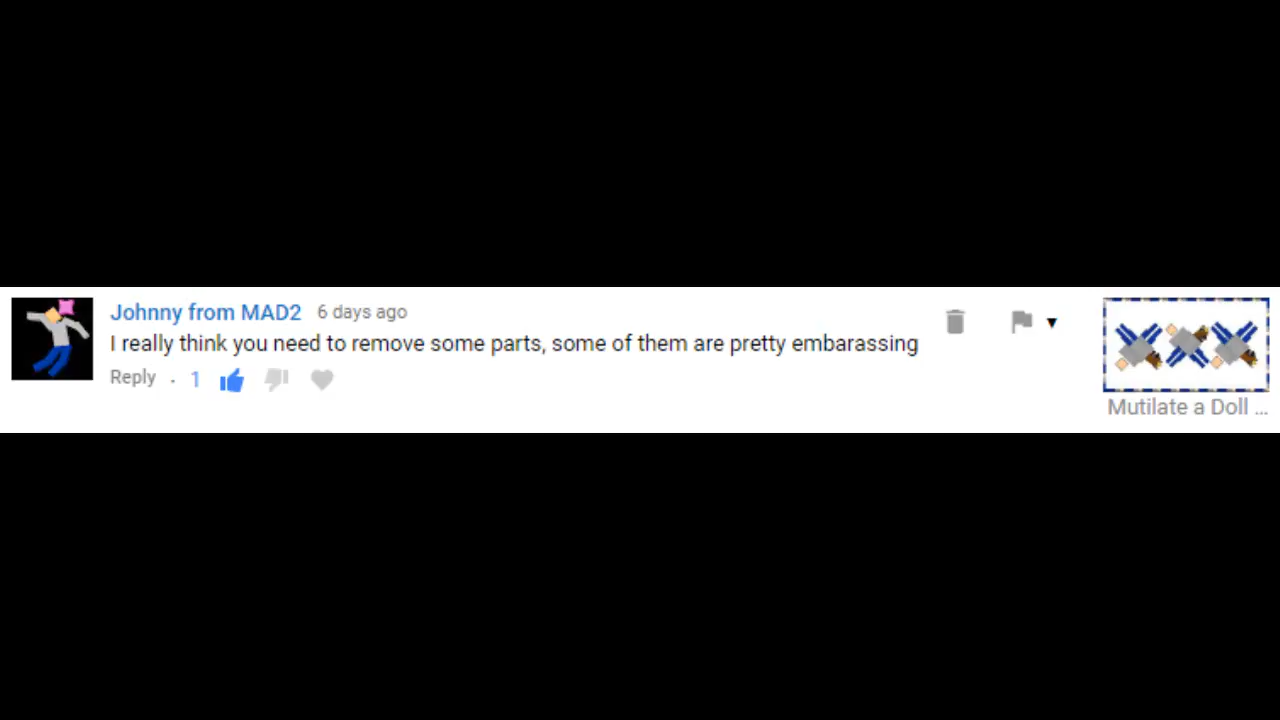 Johnny from MAD2 6 days ago
I really think you need to remove some parts, some of them are pretty embarassing
Reply . 1
Mutilate a Doll ...